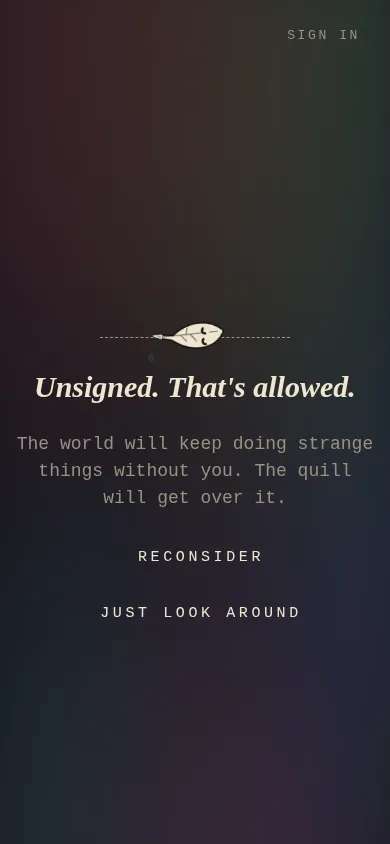 SIGN IN
Unsigned. That's allowed.
The world will keep doing strange
things without you. The quill
will get over it.
RECONSIDER
JUST LOOK AROUND